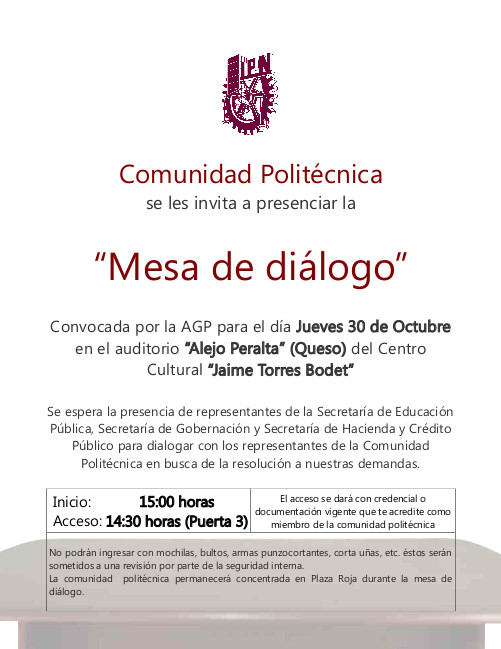 IPN
Comunidad Politécnica
se les invita a presenciar la
“Mesa de diálogo”
Convocada por la AGP para el día Jueves 30 de Octubre
en el auditorio “Alejo Peralta” (Queso) del Centro
Cultural “Jaime Torres Bodet”
Se espera la presencia de representantes de la Secretaría de Educación
Pública, Secretaría de Gobernación y Secretaría de Hacienda y Crédito
Público para dialogar con los representantes de la Comunidad
Politécnica en busca de la resolución a nuestras demandas.
Inicio: 15:00 horas
Acceso: 14:30 horas (Puerta 3)
El acceso se dará con credencial o
documentación vigente que te acredite como
miembro de la comunidad politécnica
No podrán ingresar con mochilas, bultos, armas punzocortantes, corta uñas, etc. éstos serán
sometidos a una revisión por parte de la seguridad interna.
La comunidad politécnica permanecerá concentrada en Plaza Roja durante la mesa de
diálogo.